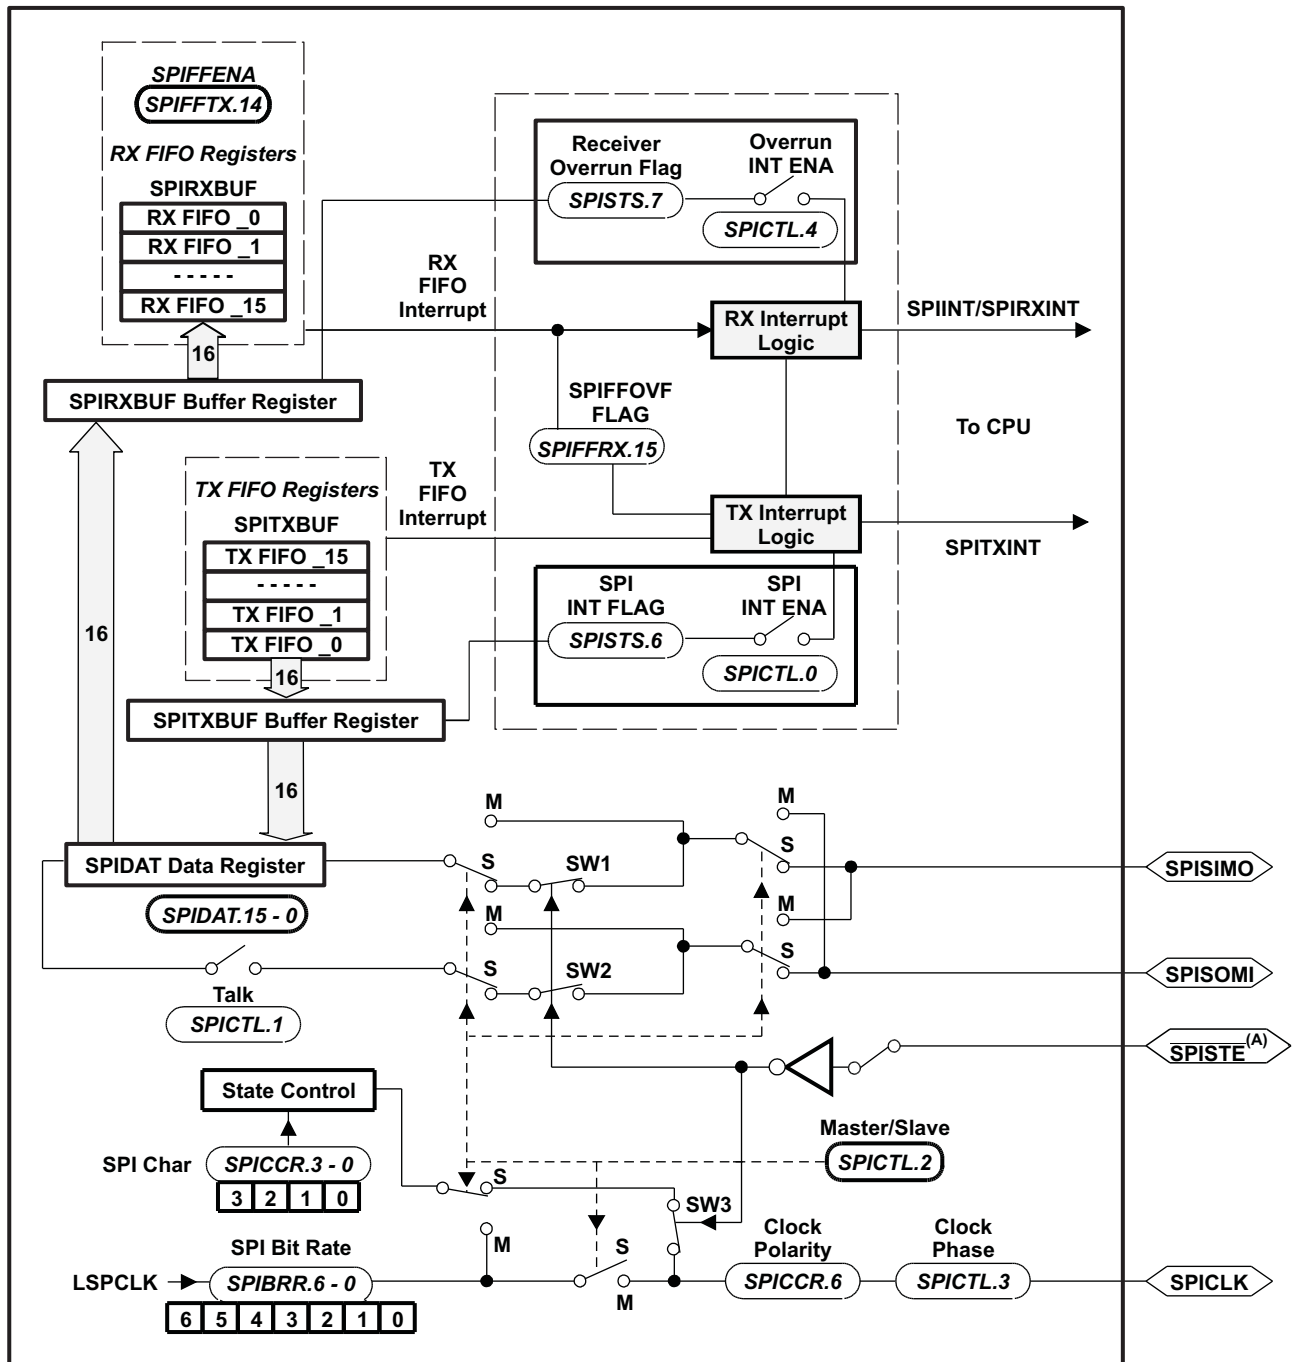 SPIFFENA
SPIFFTX.14
RX FIFO Registers
SPIRXBUF
RX FIFO _0
RX FIFO _1
- - - - -
RX FIFO _15
16
SPIRXBUF Buffer Register
RX
FIFO
Interrupt
Receiver
Overrun Flag
SPISTS.7
Overrun
INT ENA
SPICTL.4
RX Interrupt
Logic
SPIINT/SPIRXINT
SPIFFOVF
FLAG
SPIFFRX.15
To CPU
TX FIFO Registers
SPITXBUF
TX FIFO _15
- - - - -
TX FIFO _1
TX FIFO _0
16
16
TX
FIFO
Interrupt
TX Interrupt
Logic
SPITXINT
SPI
INT FLAG
SPISTS.6
SPI
INT ENA
SPICTL.0
SPITXBUF Buffer Register
16
SPIDAT Data Register
SPIDAT.15 - 0
M
S
SW1
M
S
SPISIMO
M
S
SW2
M
S
SPISOMI
Talk
SPICTL.1
SPISTE(A)
State Control
Master/Slave
SPICTL.2
SPI Char
SPICCR.3 - 0
3 2 1 0
S
M
SW3
SPI Bit Rate
LSPCLK
SPIBRR.6 - 0
6 5 4 3 2 1 0
S
M
Clock
Polarity
SPICCR.6
Clock
Phase
SPICTL.3
SPICLK